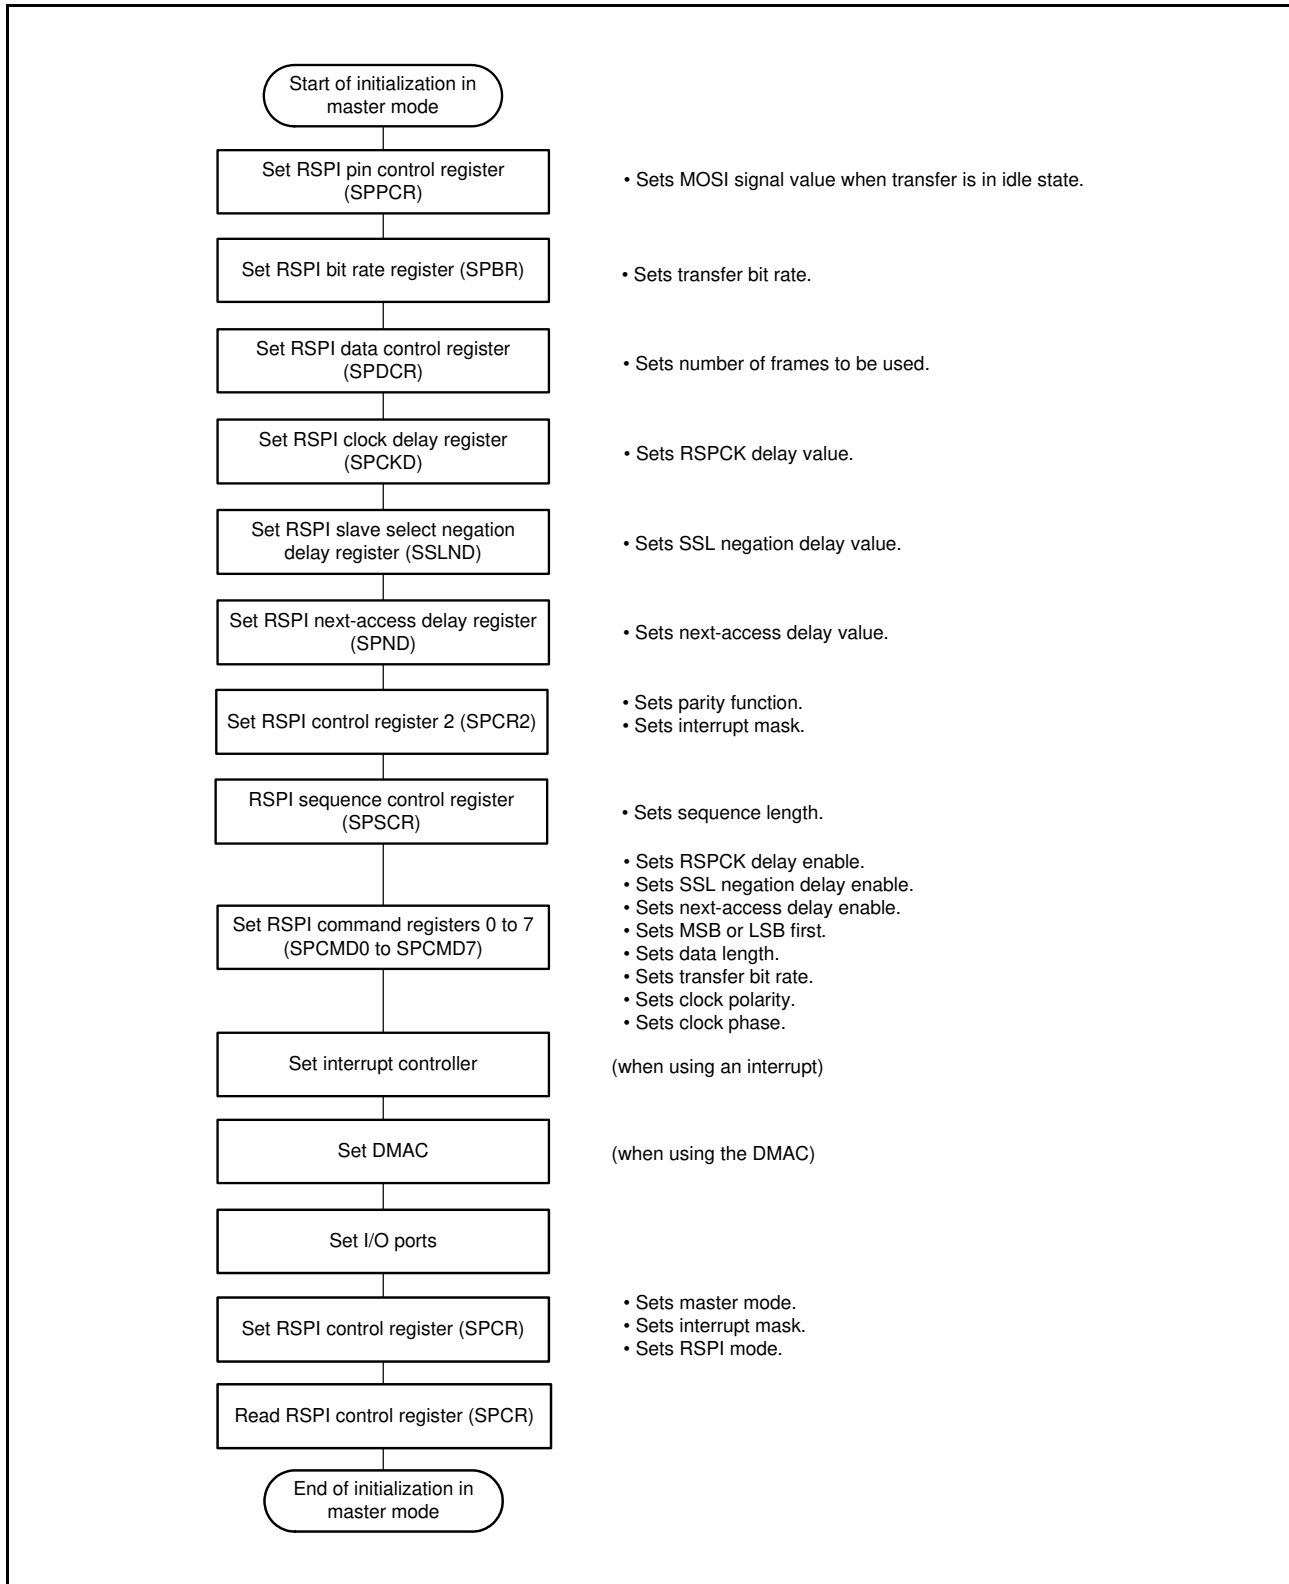 Start of initialization in
master mode
Set RSPI pin control register
(SPPCR)
• Sets MOSI signal value when transfer is in idle state.
Set RSPI bit rate register (SPBR)
• Sets transfer bit rate.
Set RSPI data control register
(SPDCR)
• Sets number of frames to be used.
Set RSPI clock delay register
(SPCKD)
• Sets RSPCK delay value.
Set RSPI slave select negation
delay register (SSLND)
• Sets SSL negation delay value.
Set RSPI next-access delay register
(SPND)
• Sets next-access delay value.
Set RSPI control register 2 (SPCR2)
• Sets parity function.
• Sets interrupt mask.
RSPI sequence control register
(SPSCR)
• Sets sequence length.
Set RSPI command registers 0 to 7
(SPCMD0 to SPCMD7)
• Sets RSPCK delay enable.
• Sets SSL negation delay enable.
• Sets next-access delay enable.
• Sets MSB or LSB first.
• Sets data length.
• Sets transfer bit rate.
• Sets clock polarity.
• Sets clock phase.
Set interrupt controller
(when using an interrupt)
Set DMAC
(when using the DMAC)
Set I/O ports
Set RSPI control register (SPCR)
• Sets master mode.
• Sets interrupt mask.
• Sets RSPI mode.
Read RSPI control register (SPCR)
End of initialization in
master mode